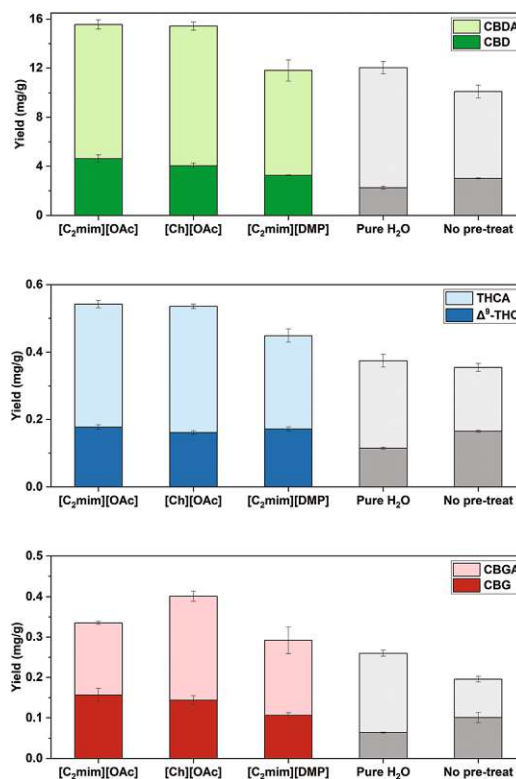 16
12
8
4
0
Yield (mg/g)
CBDA
CBD
[C₂mim][OAc] [Ch][OAc] [C₂mim][DMP] Pure H₂O No pre-treat
0.6
0.4
0.2
0.0
Yield (mg/g)
THCA
Δ⁹-THC
[C₂mim][OAc] [Ch][OAc] [C₂mim][DMP] Pure H₂O No pre-treat
0.5
0.4
0.3
0.2
0.1
0.0
Yield (mg/g)
CBGA
CBG
[C₂mim][OAc] [Ch][OAc] [C₂mim][DMP] Pure H₂O No pre-treat